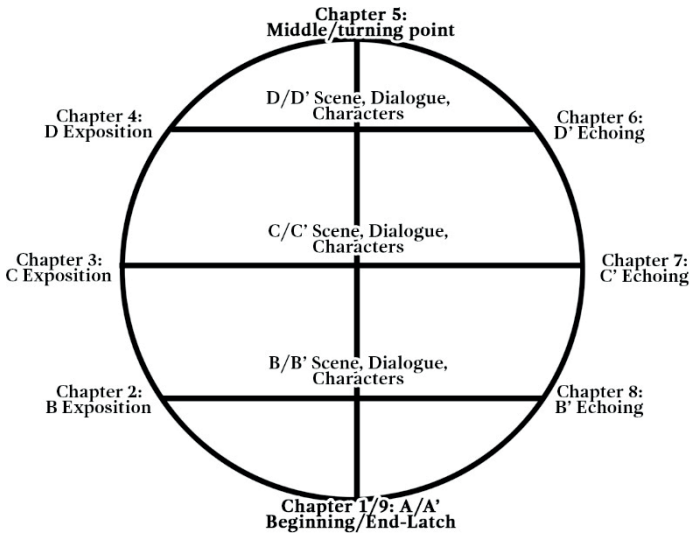 Chapter 5:
Middle/turning point
D/D’ Scene, Dialogue,
Characters
Chapter 4:
D Exposition
Chapter 6:
D’ Echoing
C/C’ Scene, Dialogue,
Characters
Chapter 3:
C Exposition
Chapter 7:
C’ Echoing
B/B’ Scene, Dialogue,
Characters
Chapter 2:
B Exposition
Chapter 8:
B’ Echoing
Chapter 1/9: A/A’
Beginning/End-Latch